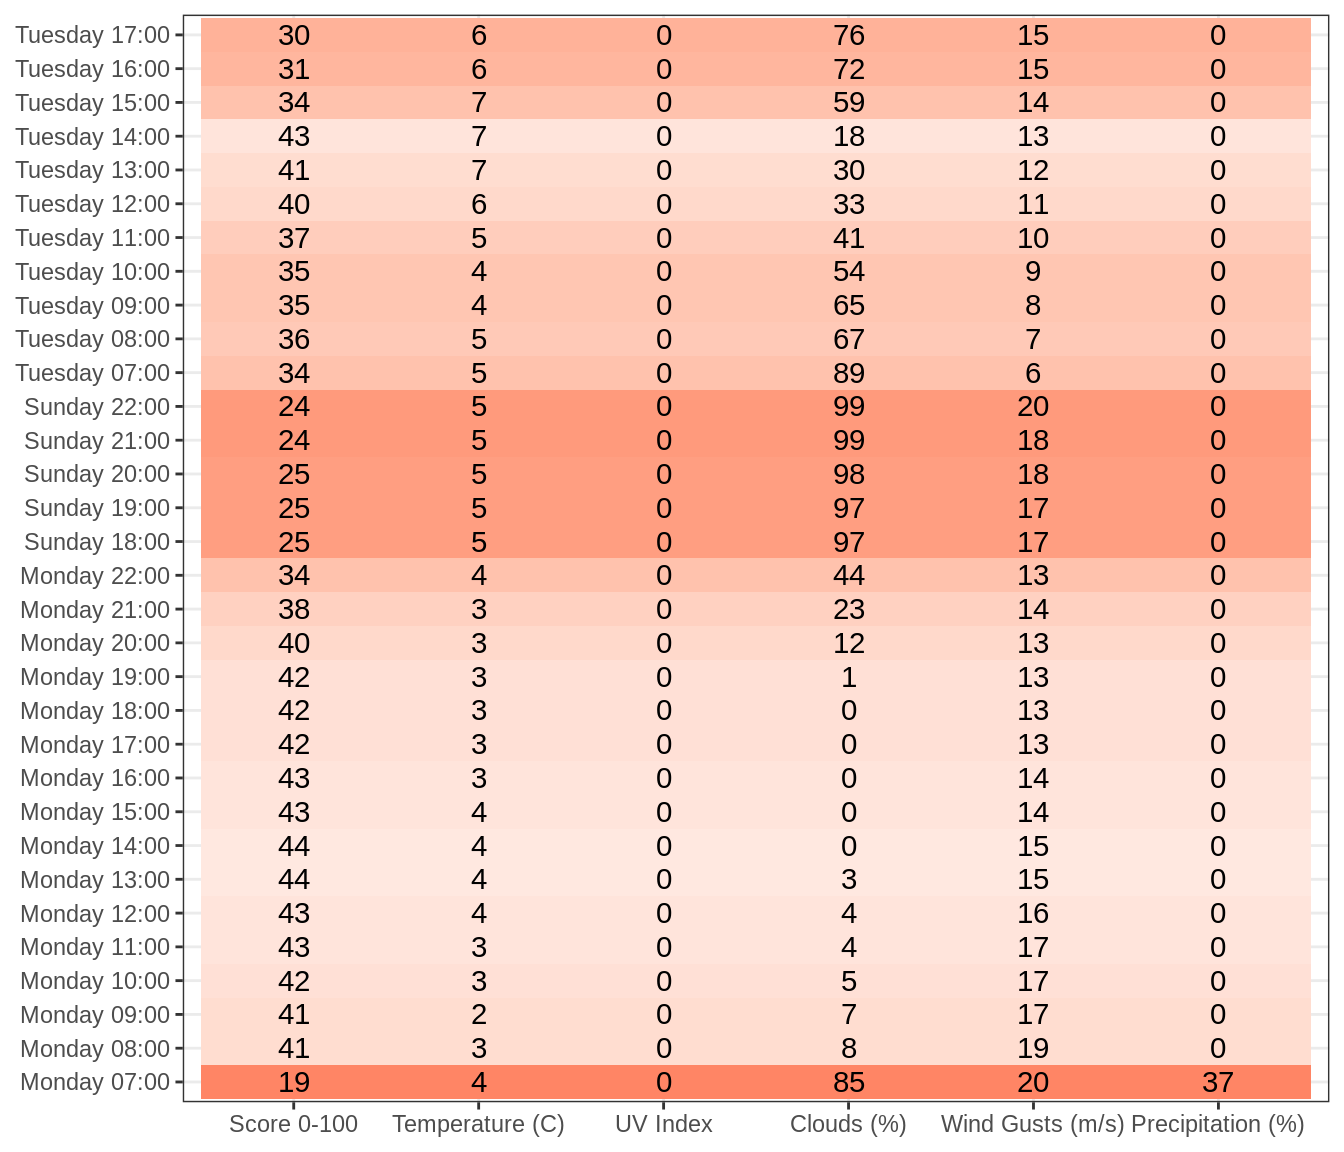 Tuesday 17:00 30 6 0 76 15 0
Tuesday 16:00 31 6 0 72 15 0
Tuesday 15:00 34 7 0 59 14 0
Tuesday 14:00 43 7 0 18 13 0
Tuesday 13:00 41 7 0 30 12 0
Tuesday 12:00 40 6 0 33 11 0
Tuesday 11:00 37 5 0 41 10 0
Tuesday 10:00 35 4 0 54 9 0
Tuesday 09:00 35 4 0 65 8 0
Tuesday 08:00 36 5 0 67 7 0
Tuesday 07:00 34 5 0 89 6 0
Sunday 22:00 24 5 0 99 20 0
Sunday 21:00 24 5 0 99 18 0
Sunday 20:00 25 5 0 98 18 0
Sunday 19:00 25 5 0 97 17 0
Sunday 18:00 25 5 0 97 17 0
Monday 22:00 34 4 0 44 13 0
Monday 21:00 38 3 0 23 14 0
Monday 20:00 40 3 0 12 13 0
Monday 19:00 42 3 0 1 13 0
Monday 18:00 42 3 0 0 13 0
Monday 17:00 42 3 0 0 13 0
Monday 16:00 43 3 0 0 14 0
Monday 15:00 43 4 0 0 14 0
Monday 14:00 44 4 0 0 15 0
Monday 13:00 44 4 0 3 15 0
Monday 12:00 43 4 0 4 16 0
Monday 11:00 43 3 0 4 17 0
Monday 10:00 42 3 0 5 17 0
Monday 09:00 41 2 0 7 17 0
Monday 08:00 41 3 0 8 19 0
Monday 07:00 19 4 0 85 20 37
Score 0-100 Temperature (C) UV Index Clouds (%) Wind Gusts (m/s) Precipitation (%)